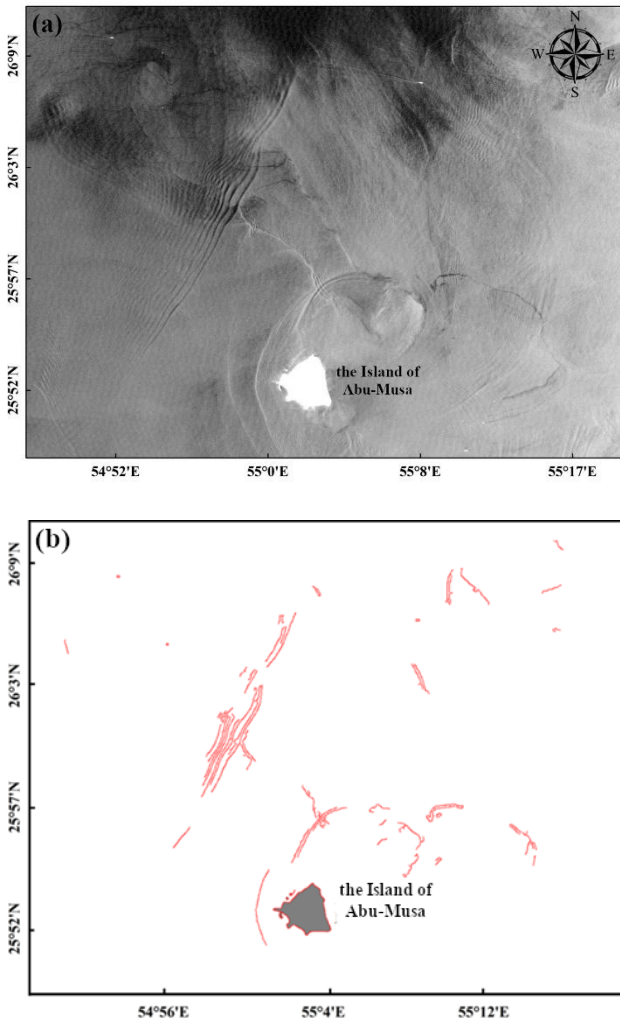 (a)
N
W E
S
26°9'N
26°3'N
25°57'N
25°52'N
the Island of
Abu-Musa
54°52'E 55°0'E 55°8'E 55°17'E
(b)
26°9'N
26°3'N
25°57'N
25°52'N
the Island of
Abu-Musa
54°56'E 55°4'E 55°12'E